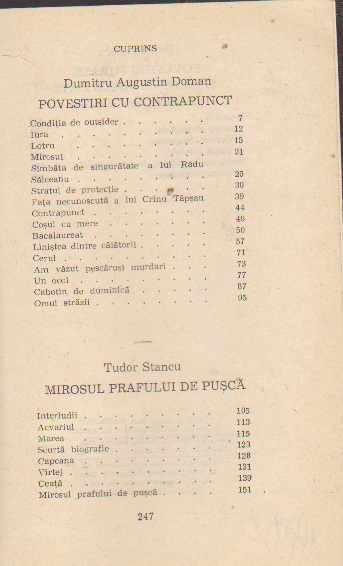 CUPRINS
Dumitru Augustin Doman
POVESTIRI CU CONTRAPUNCT
Condiția de outsider . . . . . . 7
Iura . . . . . . . . 12
Lotru . . . . . . . 15
Mirosul . . . . . . . 21
Simbăta de singurătate a lui Radu
Sălceanu . . . . . . . 25
Stratul de protecție . . . . . 30
Fața necunoscută a lui Crinu Tăpșan 39
Contrapunct . . . . . . 44
Coșul cu mere . . . . . . 46
Bacalaureat . . . . . . 50
Liniștea dintre călătorii . . . . 57
Cerul . . . . . . . . 71
Am văzut pescăruși murdari . . . 73
Un ocol . . . . . . . 77
Cabotin de duminică . . . . . 87
Omul străzii . . . . . . 95
Tudor Stancu
MIROSUL PRAFULUI DE PUȘCĂ
Interludii . . . . . . . 105
Acvariul . . . . . . . 113
Marea . . . . . . . 115
Scurtă biografie . . . . . . 123
Capcana . . . . . . . 128
Vîrtej . . . . . . . 131
Ceață . . . . . . . 139
Mirosul prafului de pușcă . . . . 151
247